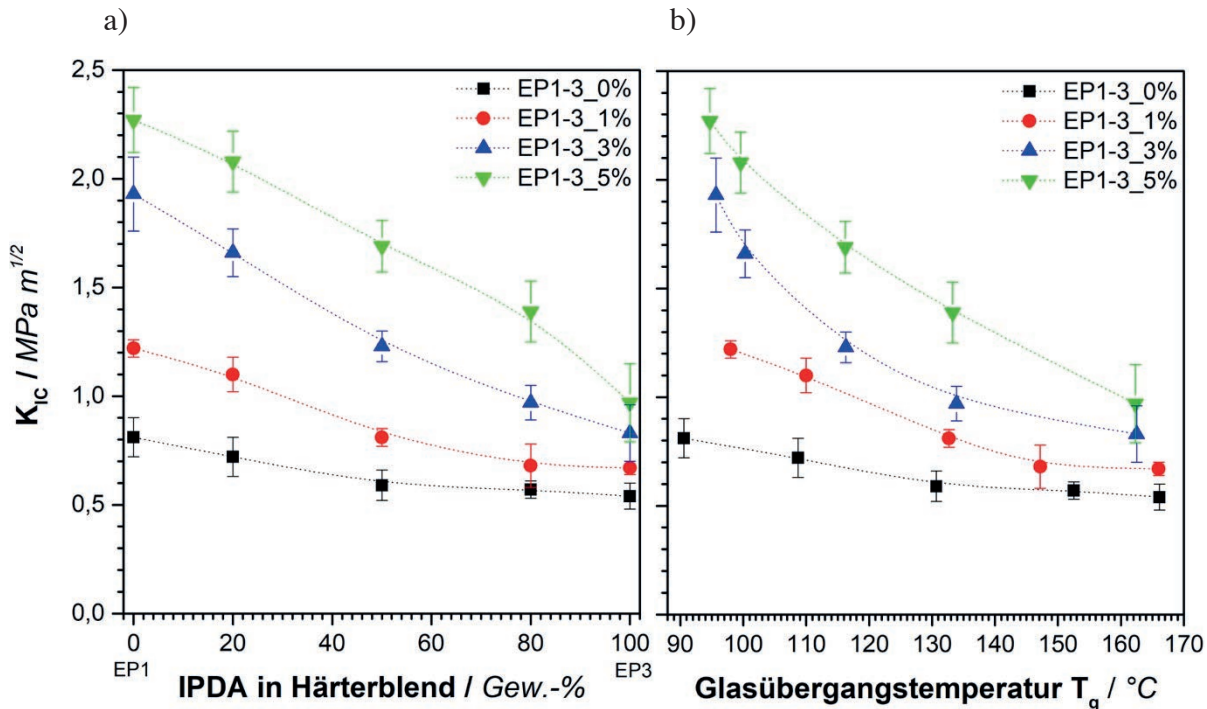 a)
b)
2,5
2,0
1,5
1,0
0,5
0,0
K_IC / MPa m^1/2
EP1-3_0%
EP1-3_1%
EP1-3_3%
EP1-3_5%
0 20 40 60 80 100
EP1 EP3
IPDA in Härterblend / Gew.-%
EP1-3_0%
EP1-3_1%
EP1-3_3%
EP1-3_5%
90 100 110 120 130 140 150 160 170
Glasübergangstemperatur T_g / °C